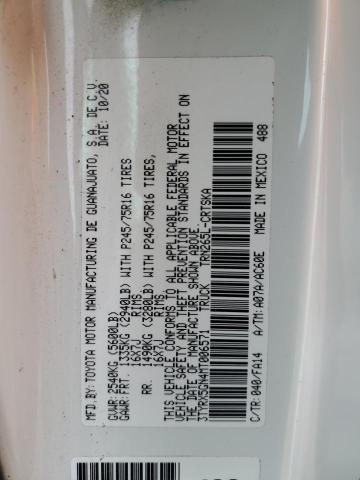 MFD.BY:TOYOTA MOTOR MANUFACTURING DE GUANAJUATO, S.A. DE C.V.
DATE: 10/20
GVWR: 2540KG (5600LB)
GAWR: FRT. 1335KG (2940LB) WITH P245/75R16 TIRES
16X7J RIMS
RR. 1490KG (3280LB) WITH P245/75R16 TIRES,
16X7J RIMS
THIS VEHICLE CONFORMS TO ALL APPLICABLE FEDERAL MOTOR
VEHICLE SAFETY AND THEFT PREVENTION STANDARDS IN EFFECT ON
THE DATE OF MANUFACTURE SHOWN ABOVE.
3TYRX5GN4MT006571 TRUCK TRN265L-CRTSKA
C/TR:040/FA14 A/TM:A07A/AC60E MADE IN MEXICO 488